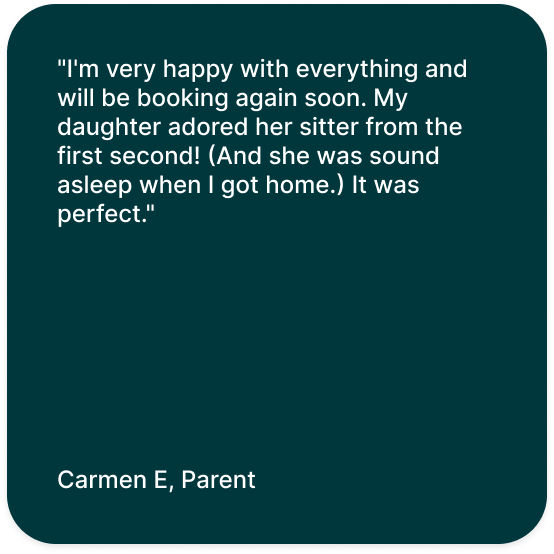 "I'm very happy with everything and
will be booking again soon. My
daughter adored her sitter from the
first second! (And she was sound
asleep when I got home.) It was
perfect."
Carmen E, Parent